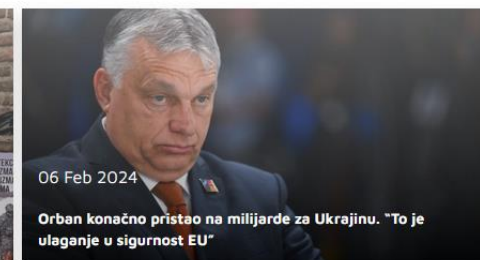 06 Feb 2024
Orban konačno pristao na milijarde za Ukrajinu. “To je
ulaganje u sigurnost EU”